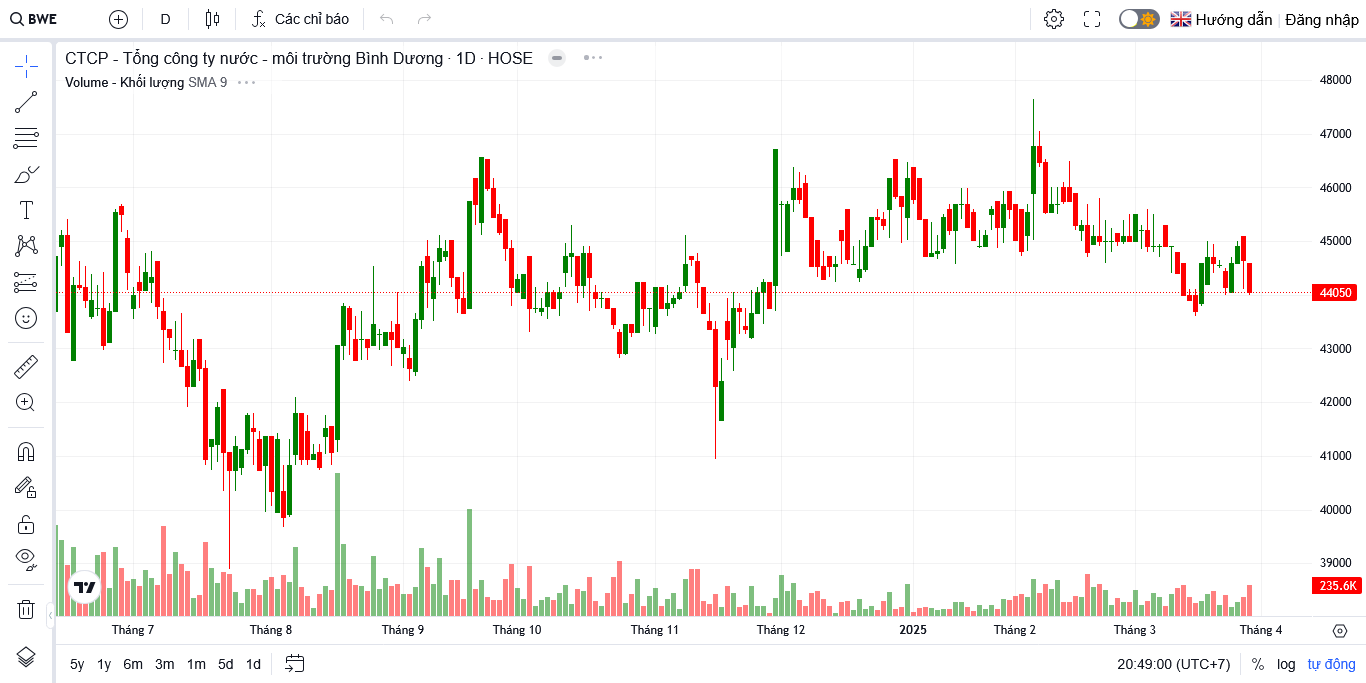 BWE D Các chỉ báo Hướng dẫn Đăng nhập
CTCP - Tổng công ty nước - môi trường Bình Dương · 1D · HOSE
Volume - Khối lượng SMA 9
48000
47000
46000
45000
44050
43000
42000
41000
40000
39000
235.6K
Tháng 7 Tháng 8 Tháng 9 Tháng 10 Tháng 11 Tháng 12 2025 Tháng 2 Tháng 3 Tháng 4
5y 1y 6m 3m 1m 5d 1d 20:49:00 (UTC+7) % log tự động